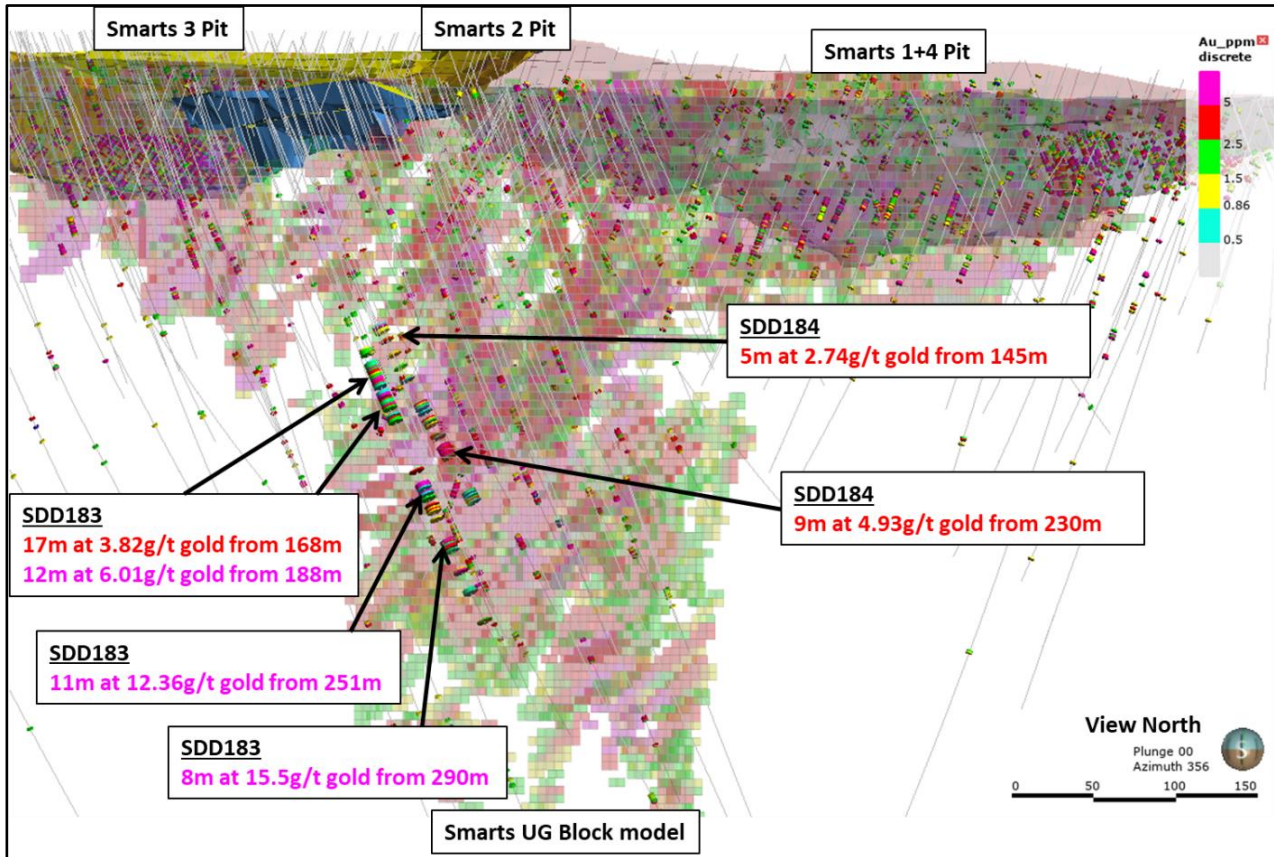 Smarts 3 Pit
Smarts 2 Pit
Smarts 1+4 Pit
Au_ppm
discrete
5
2.5
1.5
0.86
0.5
SDD184
5m at 2.74g/t gold from 145m
SDD184
9m at 4.93g/t gold from 230m
SDD183
17m at 3.82g/t gold from 168m
12m at 6.01g/t gold from 188m
SDD183
11m at 12.36g/t gold from 251m
SDD183
8m at 15.5g/t gold from 290m
Smarts UG Block model
View North
Plunge 00
Azimuth 356
S
0 50 100 150